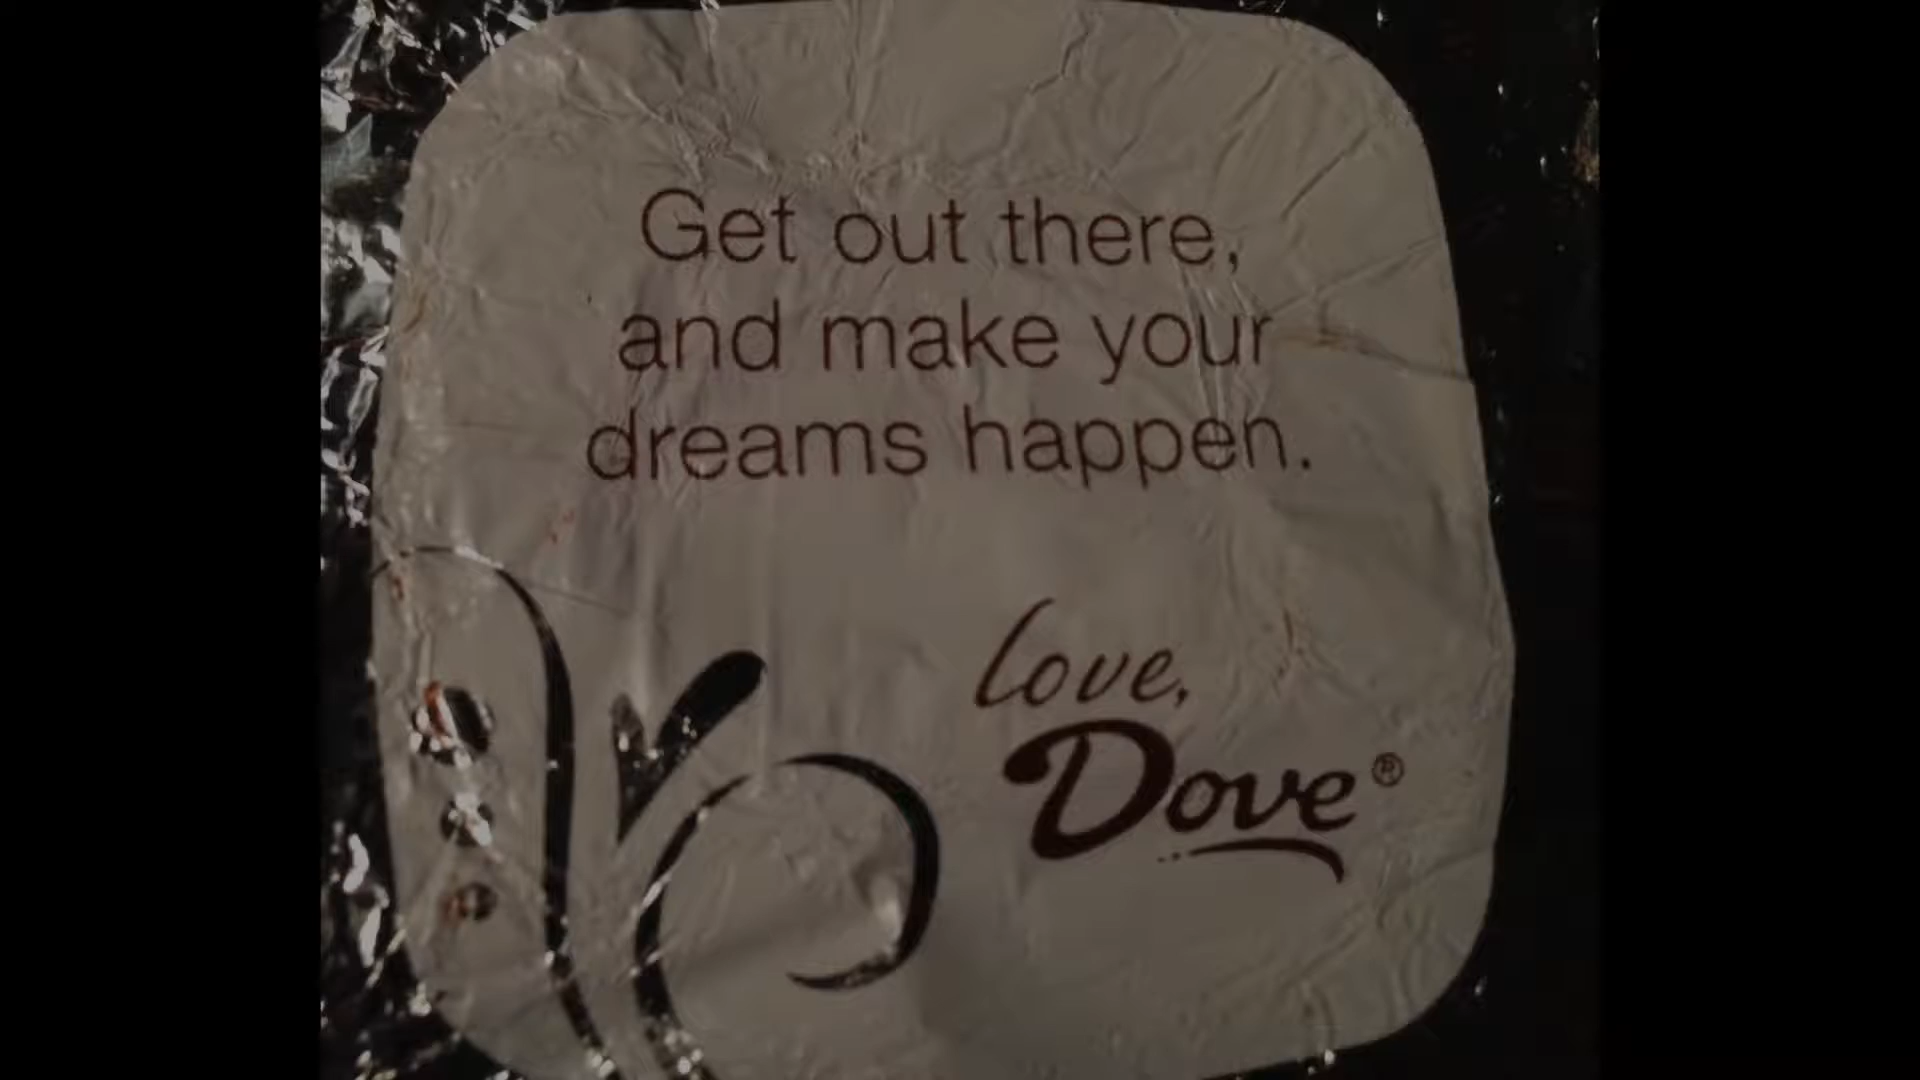 Get out there,
and make your
dreams happen.
Love,
Dove®